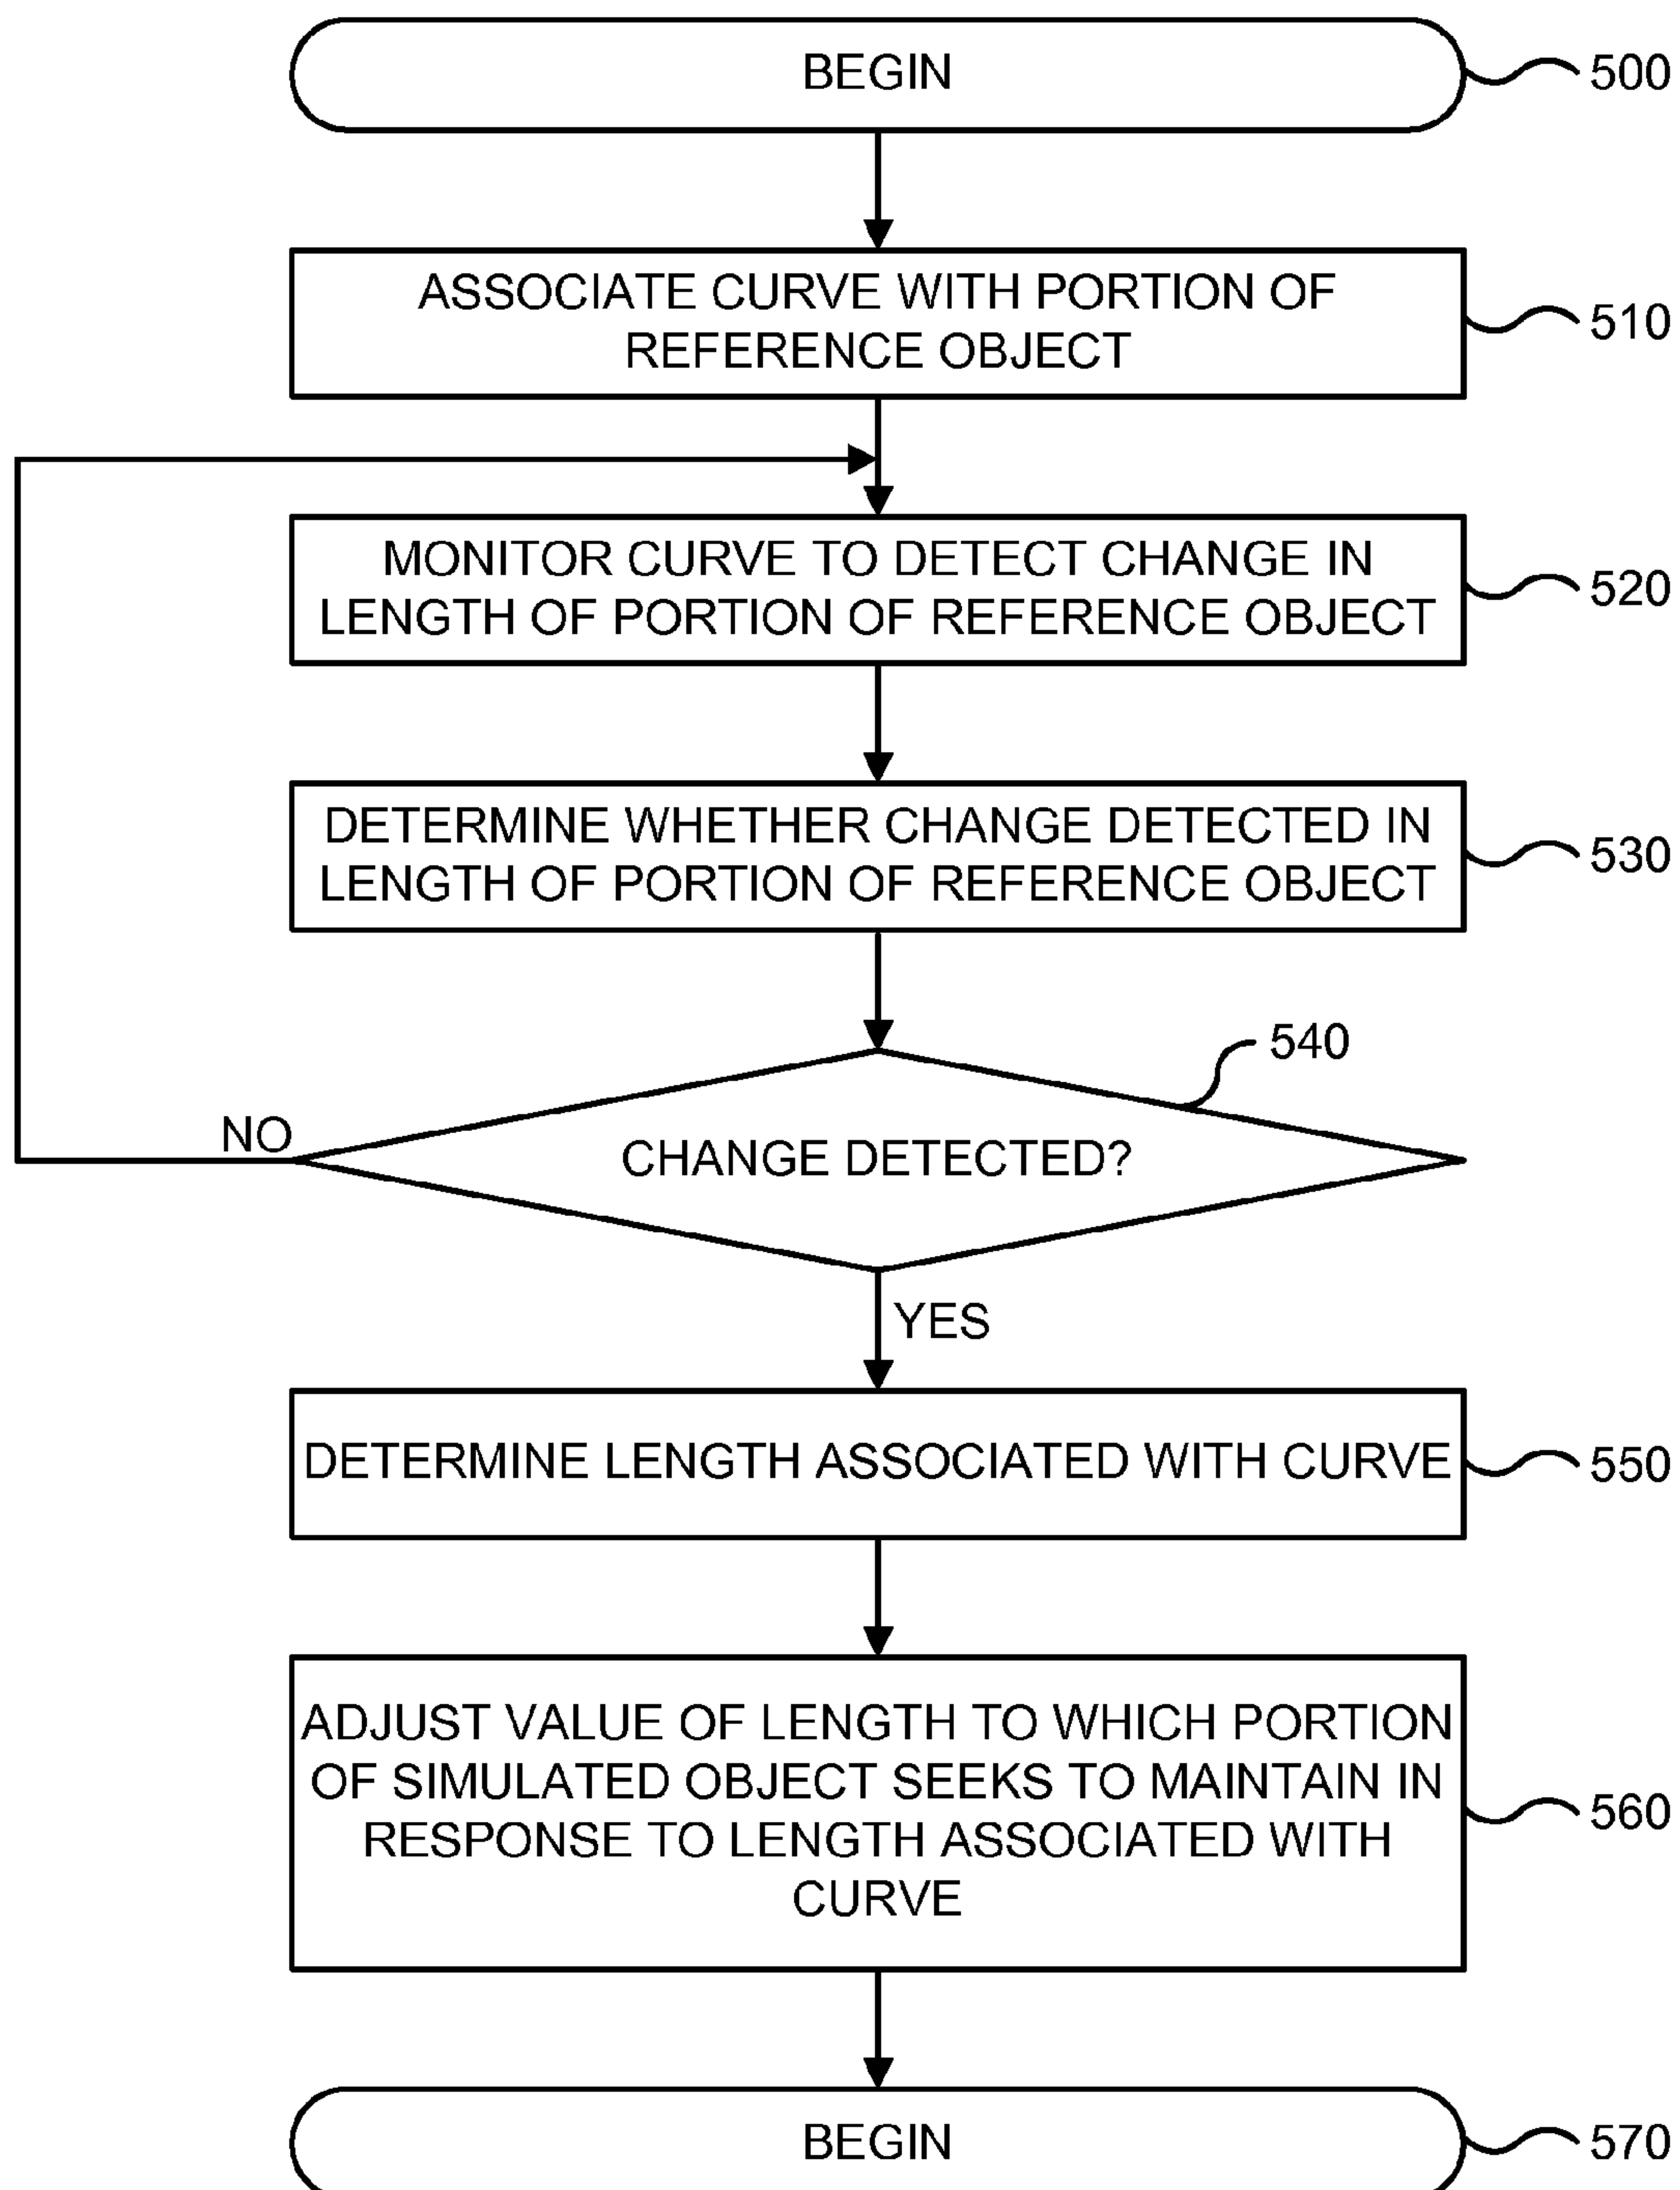 BEGIN
500
ASSOCIATE CURVE WITH PORTION OF
REFERENCE OBJECT
510
MONITOR CURVE TO DETECT CHANGE IN
LENGTH OF PORTION OF REFERENCE OBJECT
520
DETERMINE WHETHER CHANGE DETECTED IN
LENGTH OF PORTION OF REFERENCE OBJECT
530
540
NO
CHANGE DETECTED?
YES
DETERMINE LENGTH ASSOCIATED WITH CURVE
550
ADJUST VALUE OF LENGTH TO WHICH PORTION
OF SIMULATED OBJECT SEEKS TO MAINTAIN IN
RESPONSE TO LENGTH ASSOCIATED WITH
CURVE
560
BEGIN
570